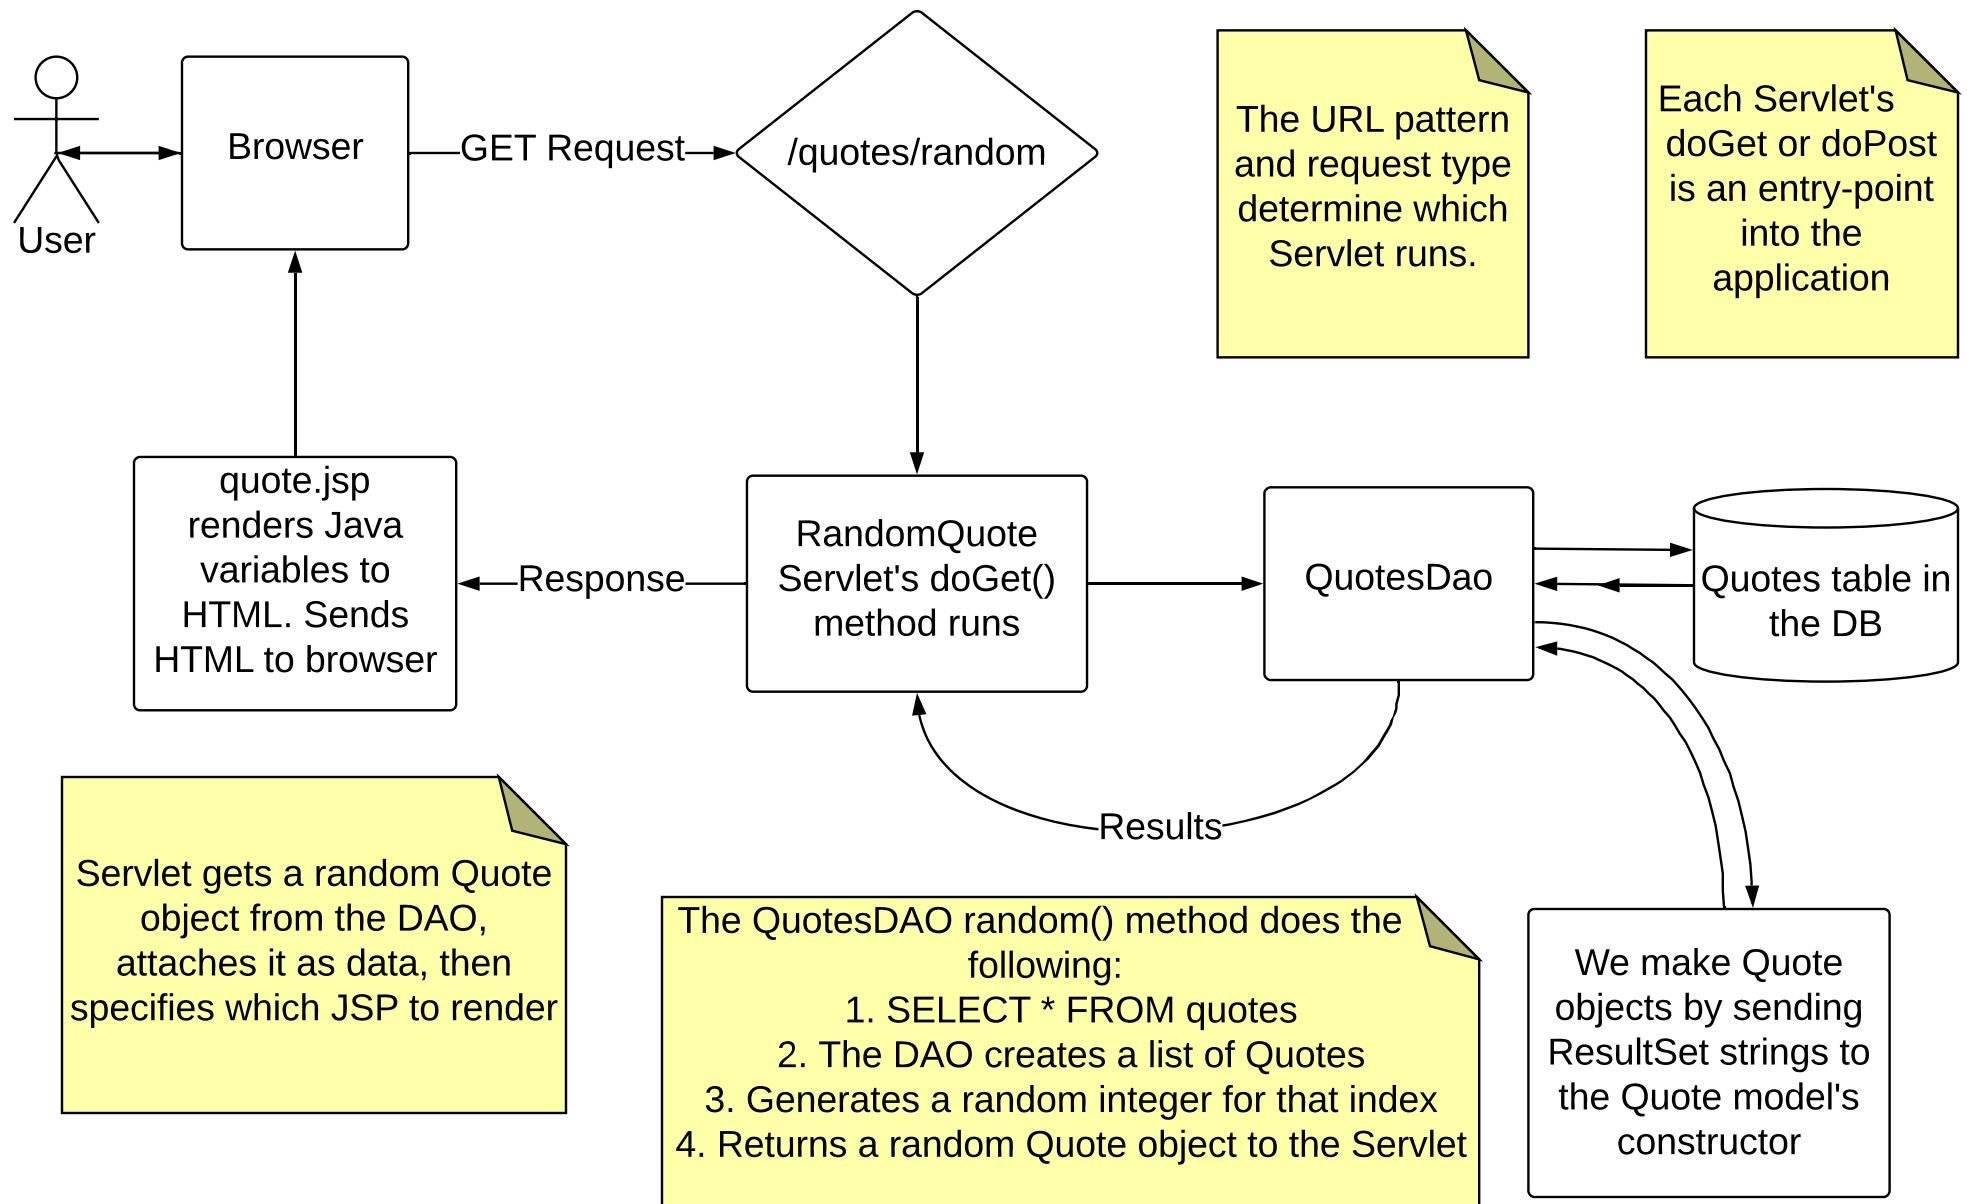 User
Browser
GET Request
/quotes/random
The URL pattern
and request type
determine which
Servlet runs.
Each Servlet's
doGet or doPost
is an entry-point
into the
application
quote.jsp
renders Java
variables to
HTML. Sends
HTML to browser
Response
RandomQuote
Servlet's doGet()
method runs
QuotesDao
Quotes table in
the DB
Results
Servlet gets a random Quote
object from the DAO,
attaches it as data, then
specifies which JSP to render
The QuotesDAO random() method does the
following:
1. SELECT * FROM quotes
2. The DAO creates a list of Quotes
3. Generates a random integer for that index
4. Returns a random Quote object to the Servlet
We make Quote
objects by sending
ResultSet strings to
the Quote model's
constructor